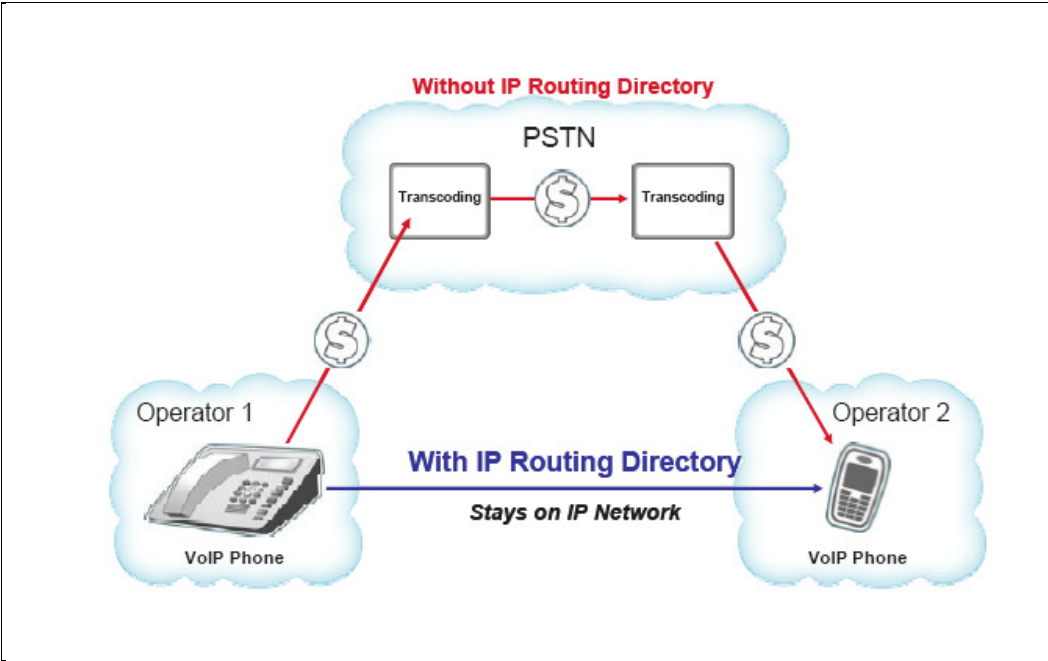 Without IP Routing Directory
PSTN
Transcoding
$
Transcoding
$
$
Operator 1
Operator 2
With IP Routing Directory
Stays on IP Network
VoIP Phone
VoIP Phone